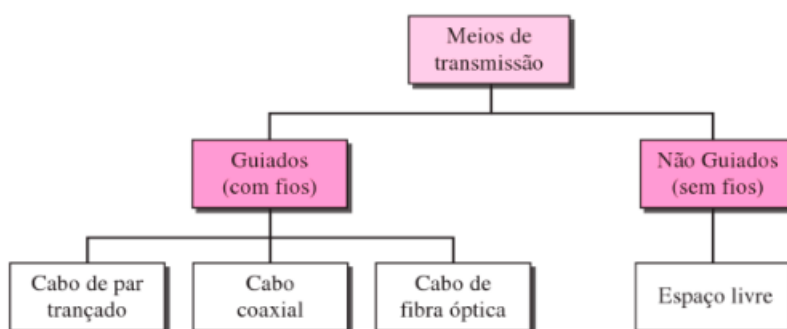 Meios de
transmissão
Guiados
(com fios)
Não Guiados
(sem fios)
Cabo de par
trançado
Cabo
coaxial
Cabo de
fibra óptica
Espaço livre